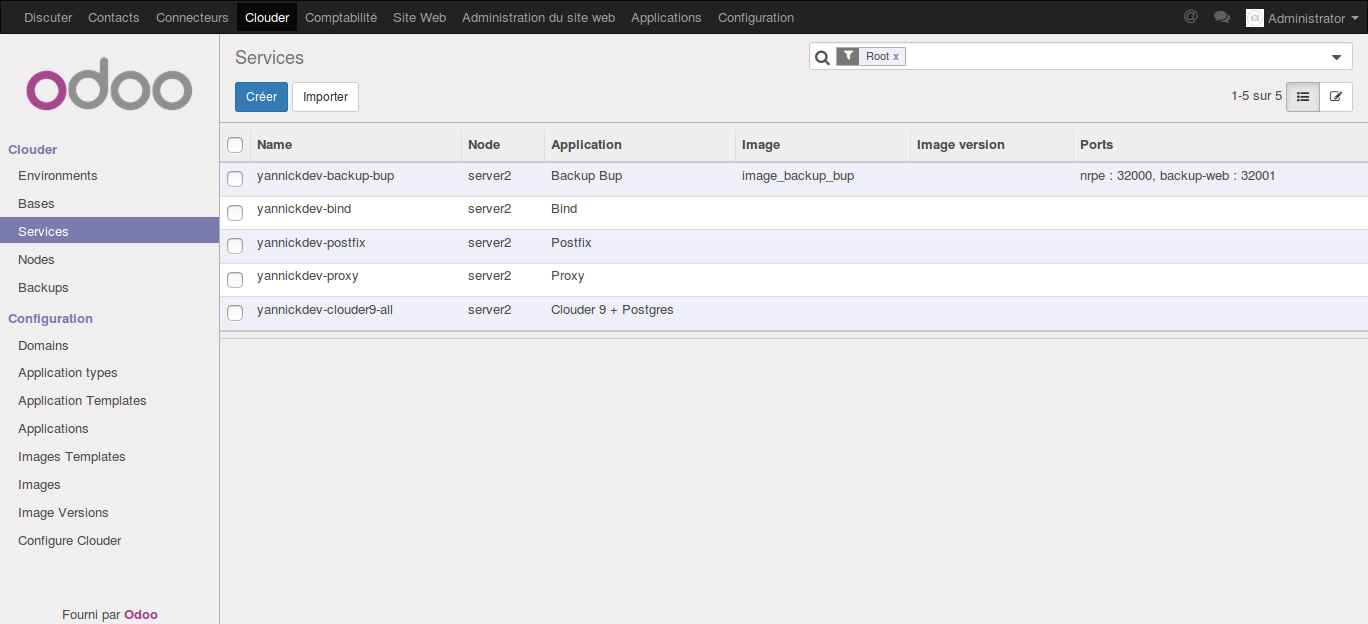 Discuter Contacts Connecteurs Clouder Comptabilité Site Web Administration du site web Applications Configuration @ Administrator
odoo
Clouder
Environments
Bases
Services
Nodes
Backups
Configuration
Domains
Application types
Application Templates
Applications
Images Templates
Images
Image Versions
Configure Clouder
Fourni par Odoo
Services
Root x
Créer Importer
1-5 sur 5
Name Node Application Image Image version Ports
yannickdev-backup-bup server2 Backup Bup image_backup_bup nrpe : 32000, backup-web : 32001
yannickdev-bind server2 Bind
yannickdev-postfix server2 Postfix
yannickdev-proxy server2 Proxy
yannickdev-clouder9-all server2 Clouder 9 + Postgres